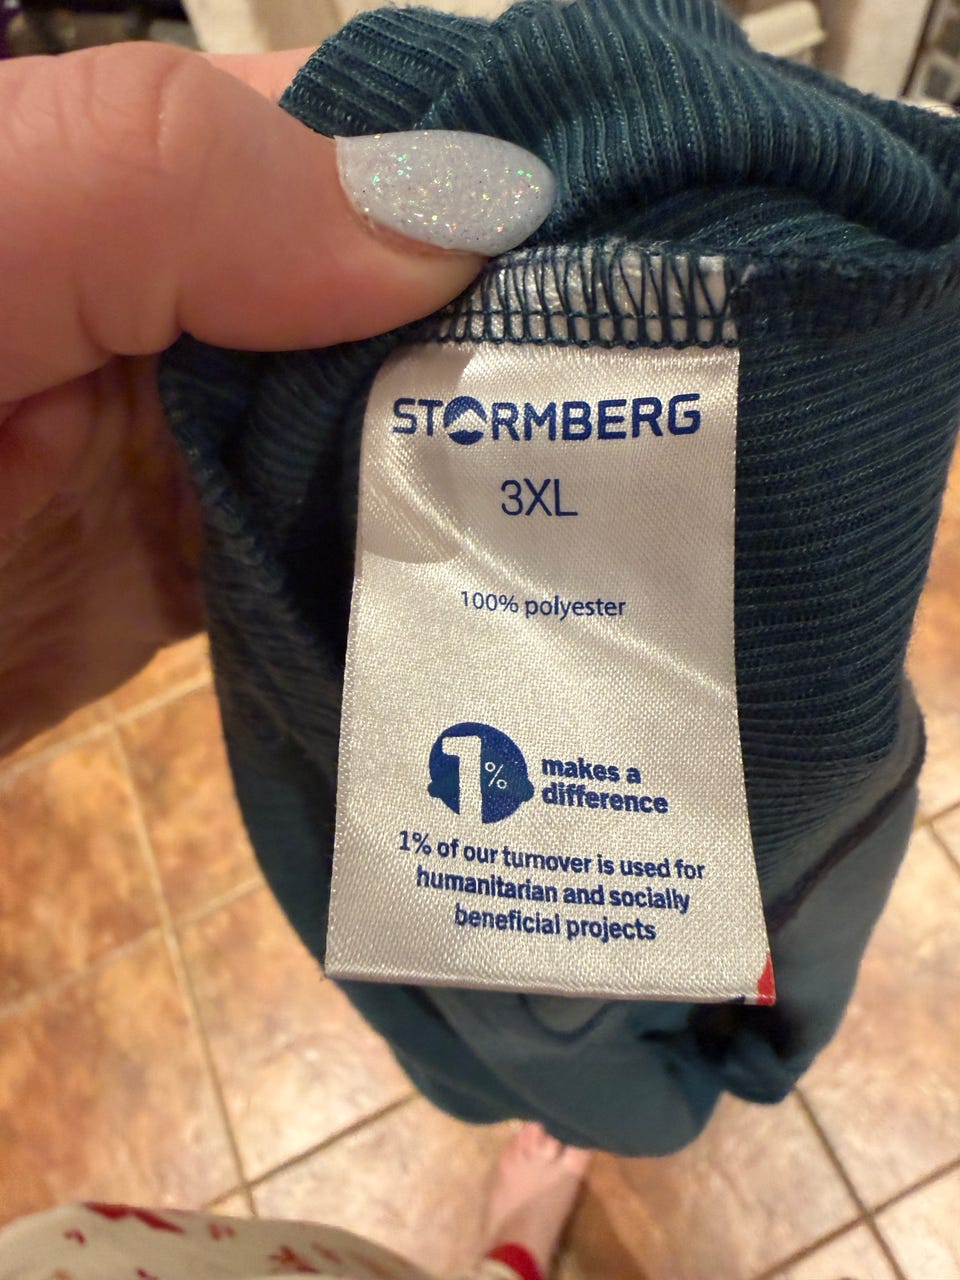 STORMBERG
3XL
100% polyester
1%
makes a
difference
1% of our turnover is used for
humanitarian and socially
beneficial projects